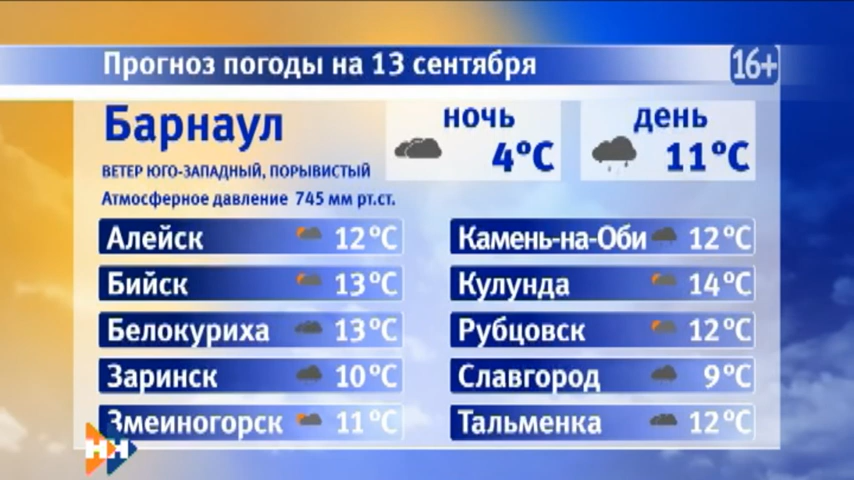 Прогноз погоды на 13 сентября
16+
Барнаул
ночь
4°C
день
11°C
ВЕТЕР ЮГО-ЗАПАДНЫЙ, ПОРЫВИСТЫЙ
Атмосферное давление 745 мм рт.ст.
Алейск 12°C
Бийск 13°C
Белокуриха 13°C
Заринск 10°C
Змеиногорск 11°C
Камень-на-Оби 12°C
Кулунда 14°C
Рубцовск 12°C
Славгород 9°C
Тальменка 12°C
НН